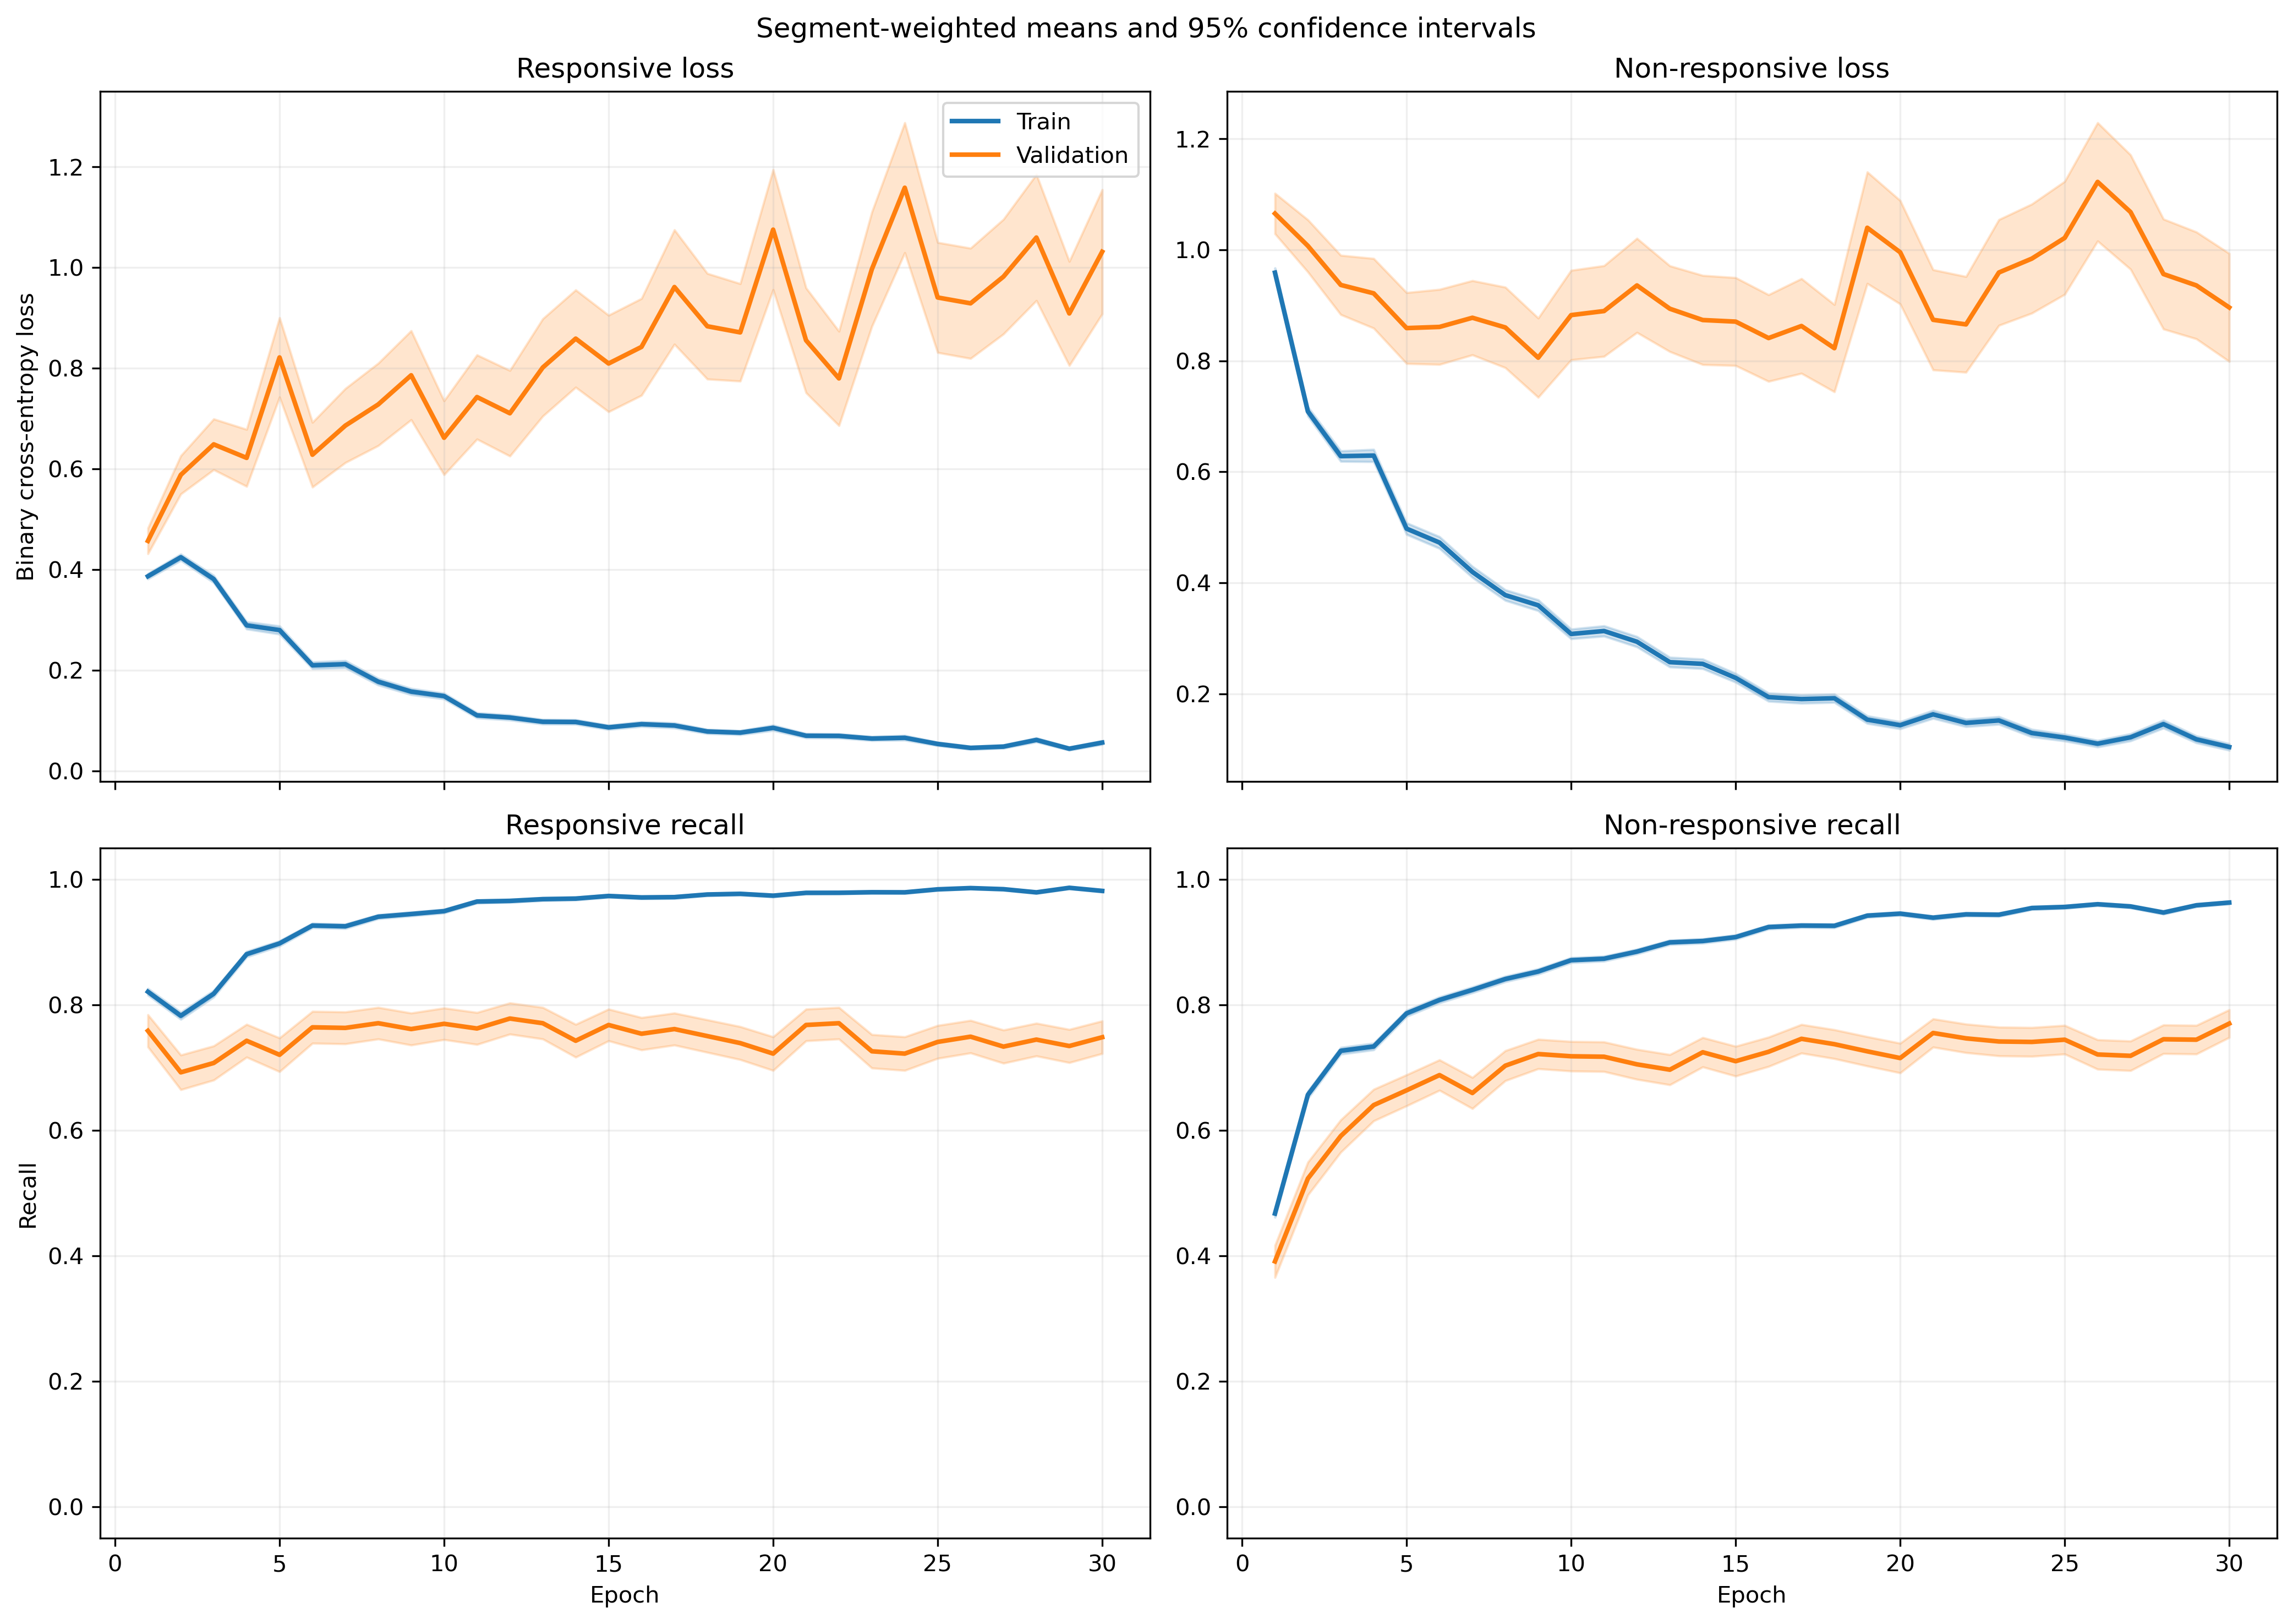 Segment-weighted means and 95% confidence intervals
Responsive loss
Non-responsive loss
Train
Validation
Binary cross-entropy loss
1.2
1.0
0.8
0.6
0.4
0.2
0.0
1.2
1.0
0.8
0.6
0.4
0.2
Responsive recall
Non-responsive recall
Recall
1.0
0.8
0.6
0.4
0.2
0.0
1.0
0.8
0.6
0.4
0.2
0.0
0 5 10 15 20 25 30
0 5 10 15 20 25 30
Epoch
Epoch